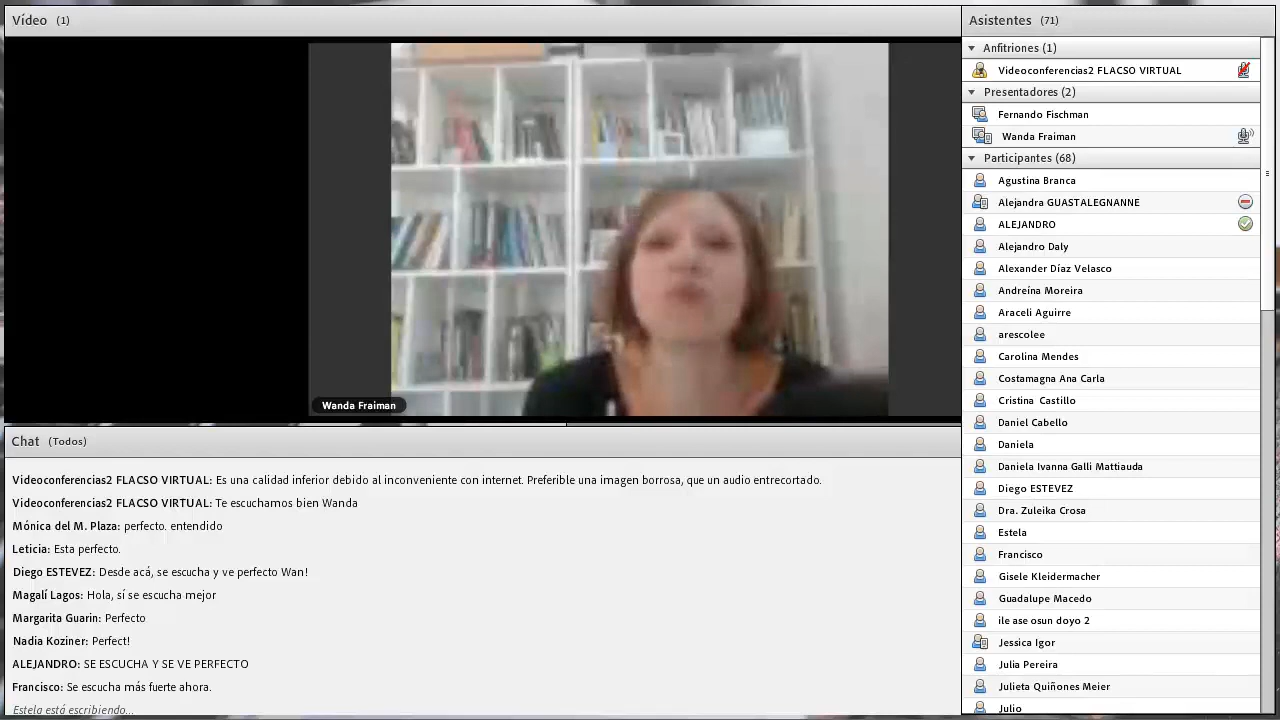 Vídeo (1)
Wanda Fraiman
Chat (Todos)
Videoconferencias2 FLACSO VIRTUAL: Es una calidad inferior debido al inconveniente con internet. Preferible una imagen borrosa, que un audio entrecortado.
Videoconferencias2 FLACSO VIRTUAL: Te escuchamos bien Wanda
Mónica del M. Plaza: perfecto. entendido
Leticia: Esta perfecto.
Diego ESTEVEZ: Desde acá, se escucha y ve perfecto Wan!
Magalí Lagos: Hola, sí se escucha mejor
Margarita Guarin: Perfecto
Nadia Koziner: Perfect!
ALEJANDRO: SE ESCUCHA Y SE VE PERFECTO
Francisco: Se escucha más fuerte ahora.
Estela está escribiendo...
Asistentes (71)
Anfitriones (1)
Videoconferencias2 FLACSO VIRTUAL
Presentadores (2)
Fernando Fischman
Wanda Fraiman
Participantes (68)
Agustina Branca
Alejandra GUASTALEGNANNE
ALEJANDRO
Alejandro Daly
Alexander Díaz Velasco
Andreína Moreira
Araceli Aguirre
arescolee
Carolina Mendes
Costamagna Ana Carla
Cristina Castillo
Daniel Cabello
Daniela
Daniela Ivanna Galli Mattiauda
Diego ESTEVEZ
Dra. Zuleika Crosa
Estela
Francisco
Gisele Kleidermacher
Guadalupe Macedo
ile ase osun doyo 2
Jessica Igor
Julia Pereira
Julieta Quiñones Meier
Julio